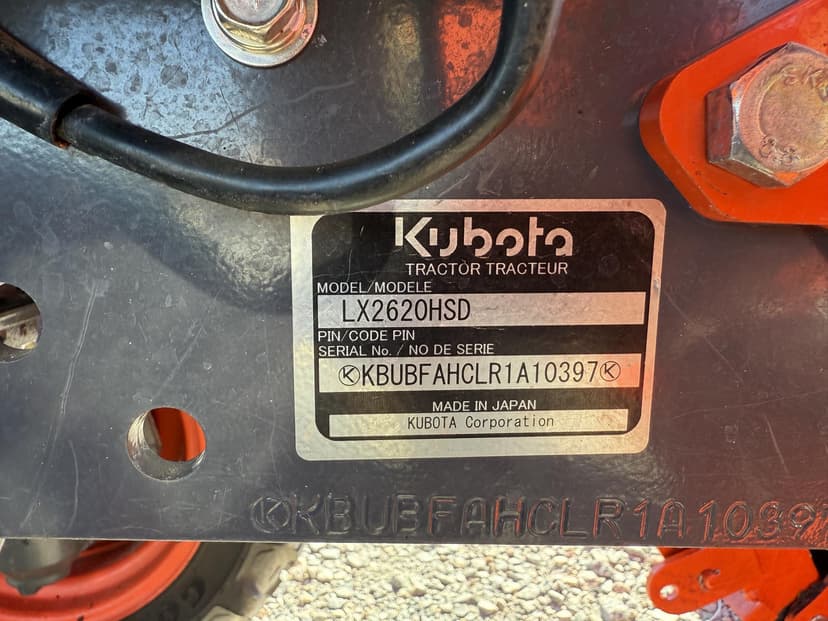 Kubota
TRACTOR TRACTEUR
MODEL/MODELE
LX2620HSD
PIN/CODE PIN
SERIAL No. / NO DE SERIE
ⓀKBUBFAHCLR1A10397Ⓚ
MADE IN JAPAN
KUBOTA Corporation
ⓀKBUBFAHCLR1A1039